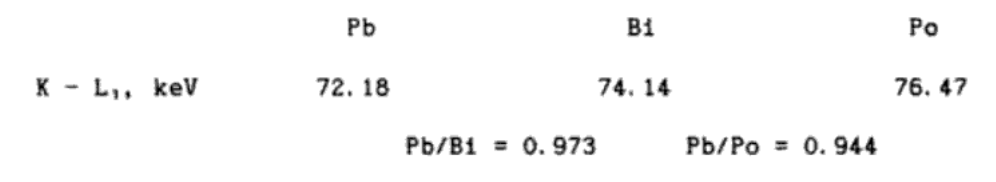 Pb Bi Po
K - L₁, keV 72.18 74.14 76.47
Pb/Bi = 0.973 Pb/Po = 0.944